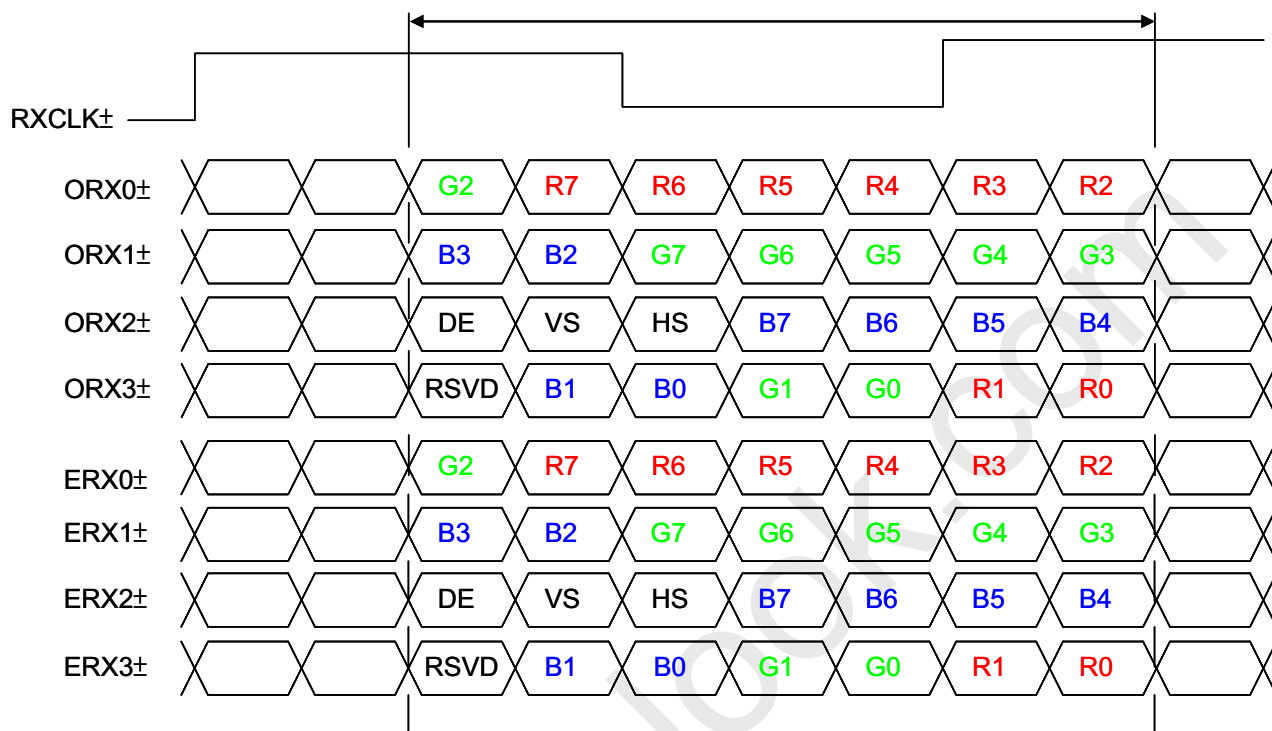 RXCLK±
ORX0± G2 R7 R6 R5 R4 R3 R2
ORX1± B3 B2 G7 G6 G5 G4 G3
ORX2± DE VS HS B7 B6 B5 B4
ORX3± RSVD B1 B0 G1 G0 R1 R0
ERX0± G2 R7 R6 R5 R4 R3 R2
ERX1± B3 B2 G7 G6 G5 G4 G3
ERX2± DE VS HS B7 B6 B5 B4
ERX3± RSVD B1 B0 G1 G0 R1 R0
look.com